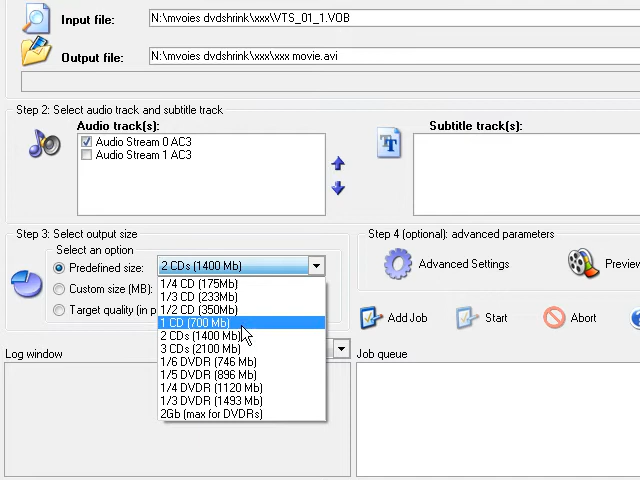 Input file: N:\mvoies dvdshrink\xxx\VTS_01_1.VOB
Output file: N:\mvoies dvdshrink\xxx\xxx movie.avi
Step 2: Select audio track and subtitle track
Audio track(s): Subtitle track(s):
Audio Stream 0 AC3
Audio Stream 1 AC3
Step 3: Select output size Step 4 (optional): advanced parameters
Select an option
Predefined size: 2 CDs (1400 Mb) Advanced Settings Preview
Custom size (MB): 1/4 CD (175Mb)
1/3 CD (233Mb)
Target quality (in p 1/2 CD (350Mb)
1 CD (700 Mb) Add Job Start Abort
2 CDs (1400 Mb)
Log window 3 CDs (2100 Mb) Job queue
1/6 DVDR (746 Mb)
1/5 DVDR (896 Mb)
1/4 DVDR (1120 Mb)
1/3 DVDR (1493 Mb)
2Gb (max for DVDRs)